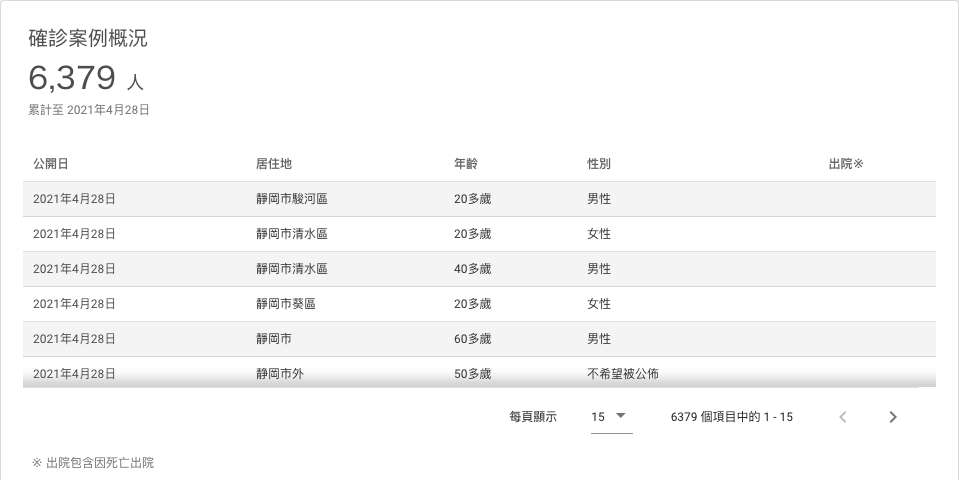 確診案例概況
6,379 人
累計至 2021年4月28日
公開日 居住地 年齡 性別 出院※
2021年4月28日 靜岡市駿河區 20多歲 男性
2021年4月28日 靜岡市清水區 20多歲 女性
2021年4月28日 靜岡市清水區 40多歲 男性
2021年4月28日 靜岡市葵區 20多歲 女性
2021年4月28日 靜岡市 60多歲 男性
2021年4月28日 靜岡市外 50多歲 不希望被公佈
每頁顯示 15 6379 個項目中的 1 - 15
※ 出院包含因死亡出院